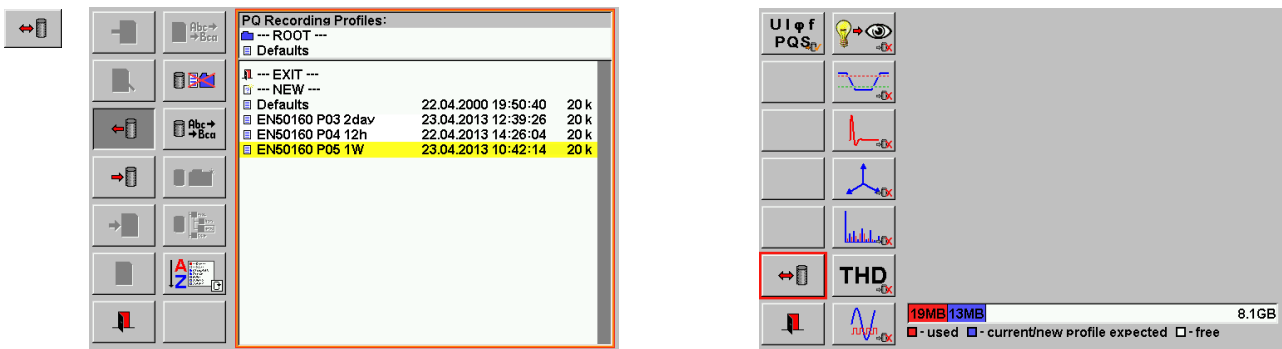 Abc→
→Bca
Abc→
→Bca
A
Z
PQ Recording Profiles:
--- ROOT ---
Defaults
--- EXIT ---
--- NEW ---
Defaults 22.04.2000 19:50:40 20 k
EN50160 P03 2day 23.04.2013 12:39:26 20 k
EN50160 P04 12h 22.04.2013 14:26:04 20 k
EN50160 P05 1W 23.04.2013 10:42:14 20 k
U I φ f
PQS
THD
19MB 13MB 8.1GB
- used - current/new profile expected - free